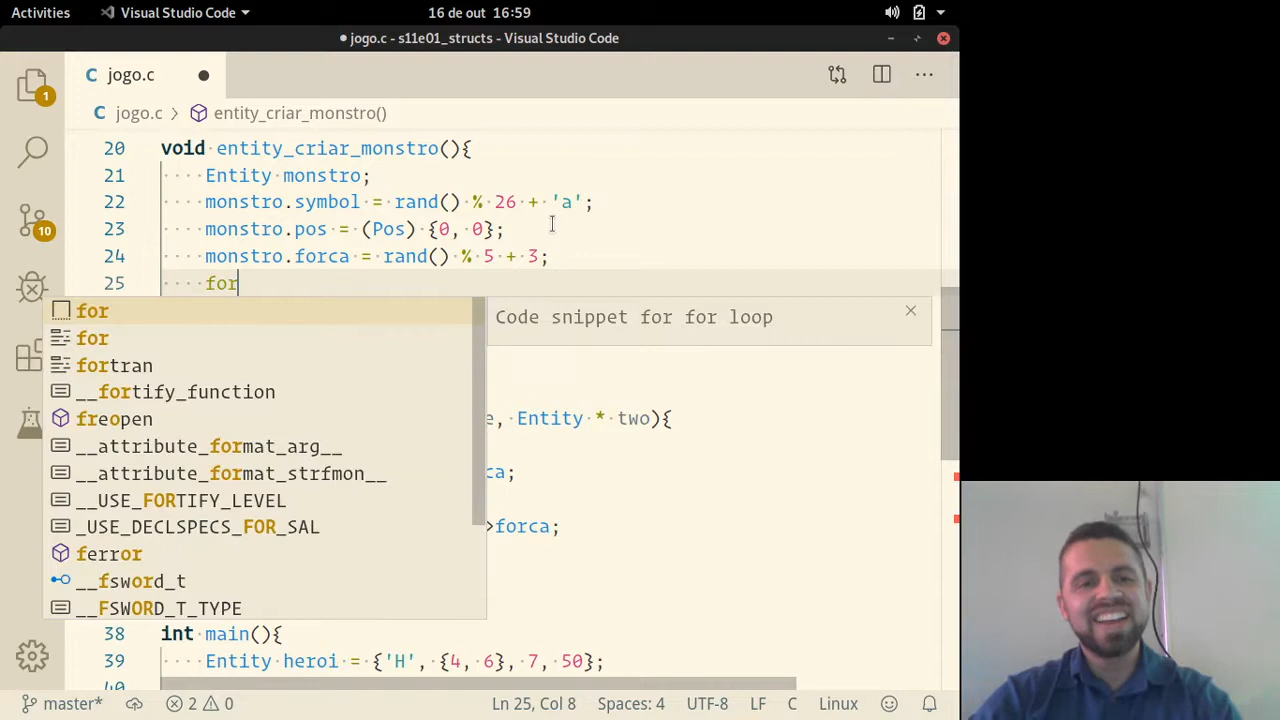 Activities Visual Studio Code 16 de out 16:59
● jogo.c - s11e01_structs - Visual Studio Code
C jogo.c ●
C jogo.c > entity_criar_monstro()
1
10
20 void entity_criar_monstro(){
21 Entity monstro;
22 monstro.symbol = rand() % 26 + 'a';
23 monstro.pos = (Pos) {0, 0};
24 monstro.forca = rand() % 5 + 3;
25 for
for
Code snippet for for loop
for
fortran
__fortify_function
freopen
e, Entity * two){
__attribute_format_arg__
__attribute_format_strfmon__
ca;
__USE_FORTIFY_LEVEL
_USE_DECLSPECS_FOR_SAL
>forca;
ferror
__fsword_t
__FSWORD_T_TYPE
38 int main(){
39 Entity heroi = {'H', {4, 6}, 7, 50};
40
master* 2 0 Ln 25, Col 8 Spaces: 4 UTF-8 LF C Linux